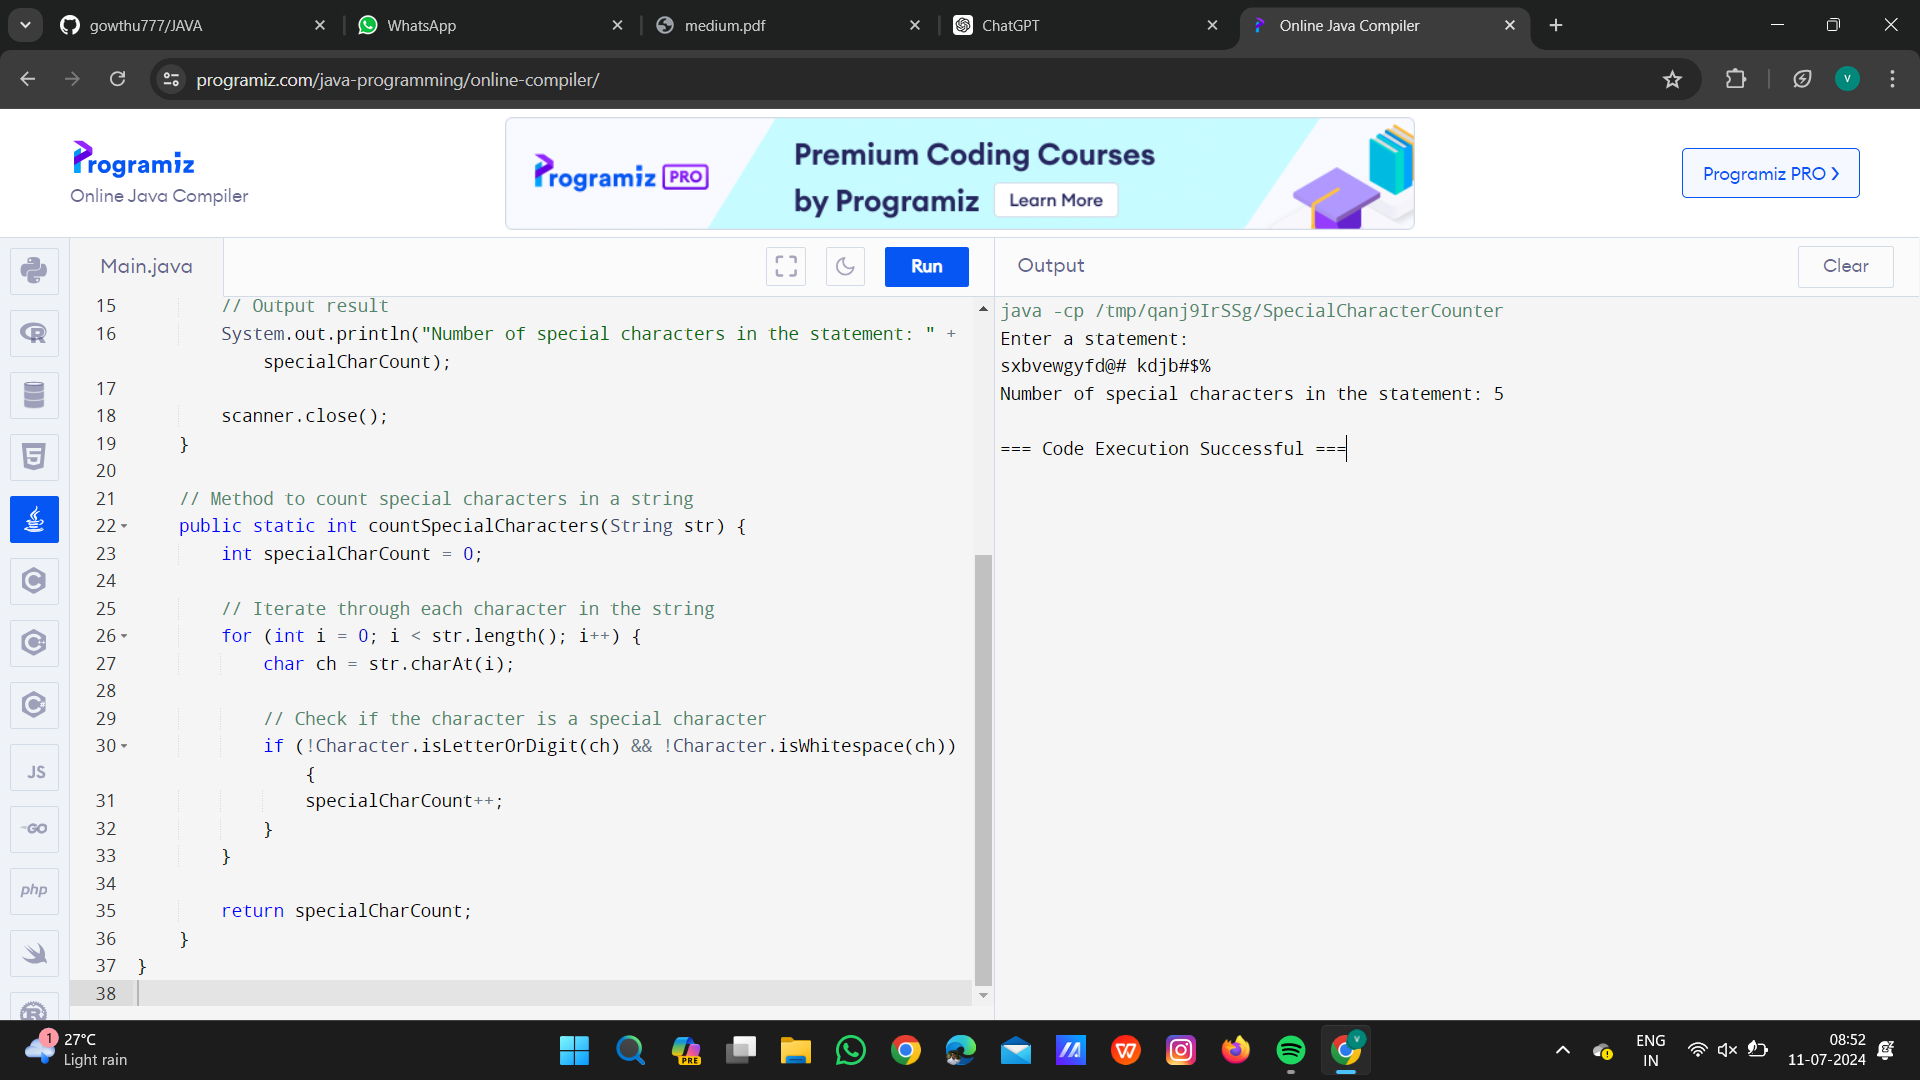 gowthu777/JAVA
WhatsApp
medium.pdf
ChatGPT
Online Java Compiler
programiz.com/java-programming/online-compiler/
V
Programiz
Online Java Compiler
Programiz PRO
Premium Coding Courses
by Programiz
Learn More
Programiz PRO
Main.java
Run
Output
Clear
15 // Output result
16 System.out.println("Number of special characters in the statement: " +
specialCharCount);
17
18 scanner.close();
19 }
20
21 // Method to count special characters in a string
22 public static int countSpecialCharacters(String str) {
23 int specialCharCount = 0;
24
25 // Iterate through each character in the string
26 for (int i = 0; i < str.length(); i++) {
27 char ch = str.charAt(i);
28
29 // Check if the character is a special character
30 if (!Character.isLetterOrDigit(ch) && !Character.isWhitespace(ch))
{
31 specialCharCount++;
32 }
33 }
34
35 return specialCharCount;
36 }
37 }
38
java -cp /tmp/qanj9IrSSg/SpecialCharacterCounter
Enter a statement:
sxbvewgyfd@# kdjb#$%
Number of special characters in the statement: 5
=== Code Execution Successful ===
R
5
C
C
C
JS
GO
php
R
1
27°C
Light rain
PRE
W
V
ENG
IN
08:52
11-07-2024